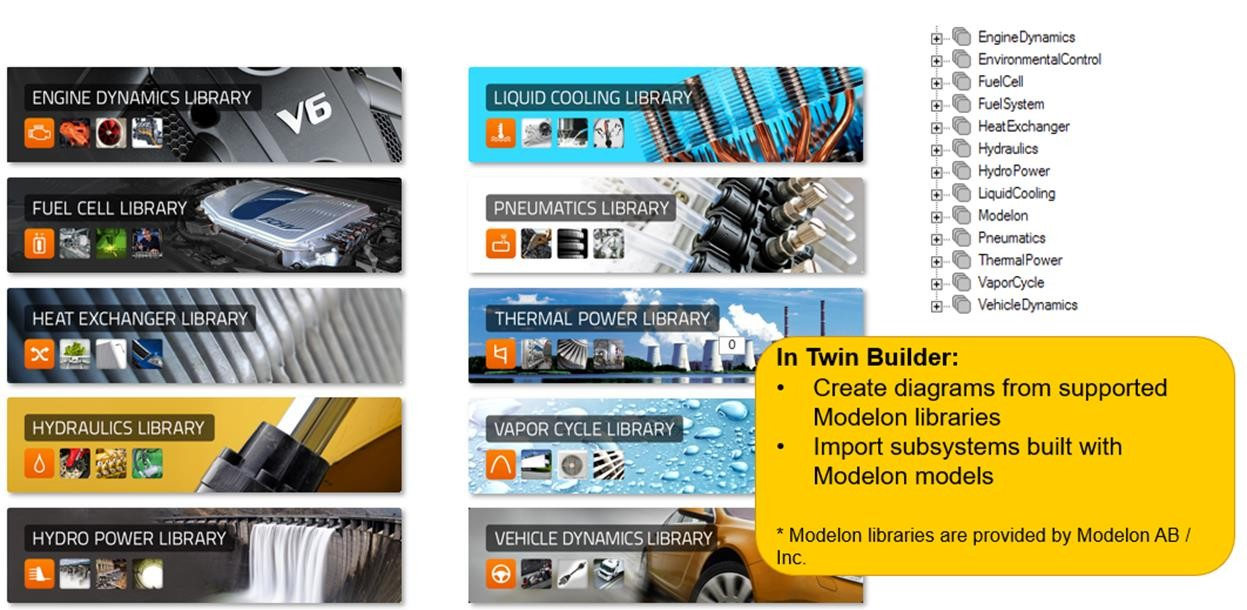 ENGINE DYNAMICS LIBRARY
V6
FUEL CELL LIBRARY
HEAT EXCHANGER LIBRARY
HYDRAULICS LIBRARY
HYDRO POWER LIBRARY
LIQUID COOLING LIBRARY
PNEUMATICS LIBRARY
THERMAL POWER LIBRARY
0
VAPOR CYCLE LIBRARY
VEHICLE DYNAMICS LIBRARY
EngineDynamics
EnvironmentalControl
FuelCell
FuelSystem
HeatExchanger
Hydraulics
HydroPower
LiquidCooling
Modelon
Pneumatics
ThermalPower
VaporCycle
VehicleDynamics
In Twin Builder:
• Create diagrams from supported
Modelon libraries
• Import subsystems built with
Modelon models
* Modelon libraries are provided by Modelon AB /
Inc.